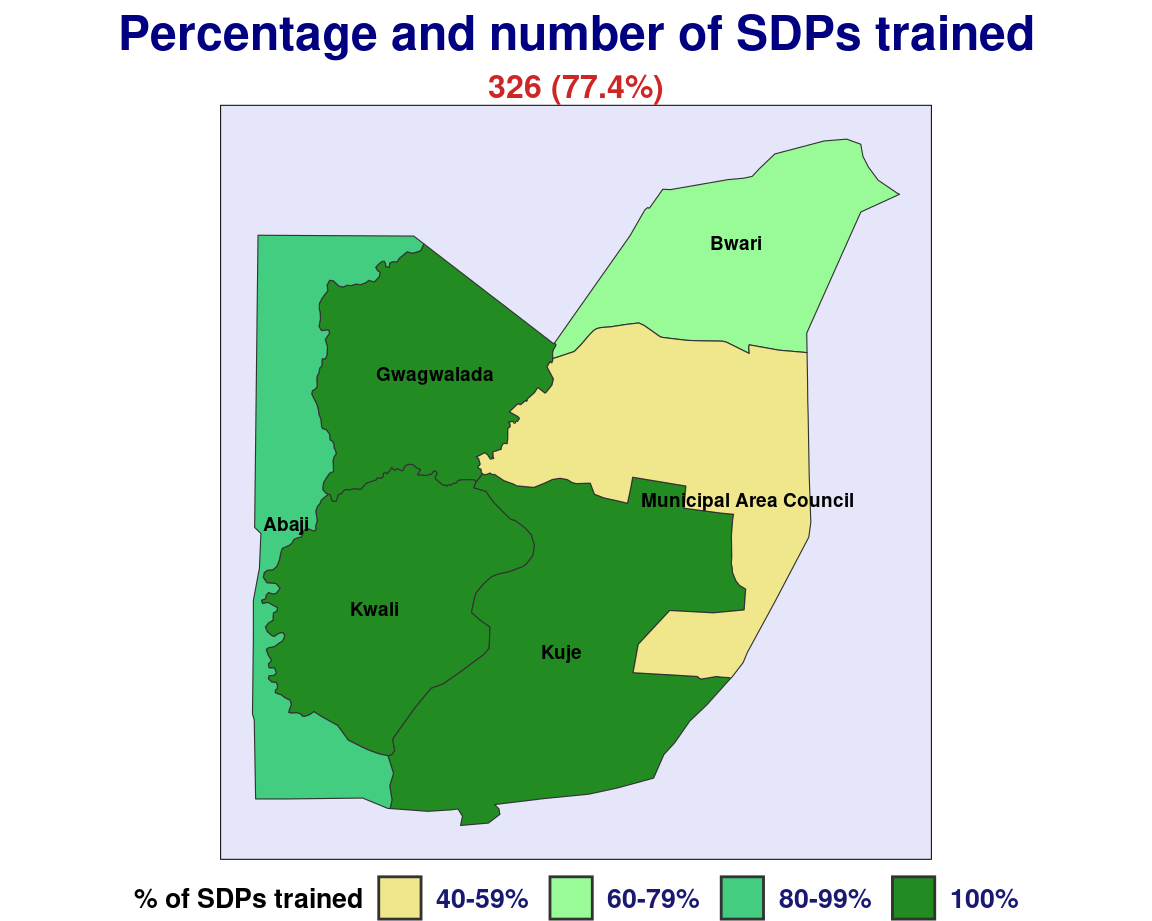 Percentage and number of SDPs trained
326 (77.4%)
Bwari
Gwagwalada
Municipal Area Council
Abaji
Kwali
Kuje
% of SDPs trained 40-59% 60-79% 80-99% 100%